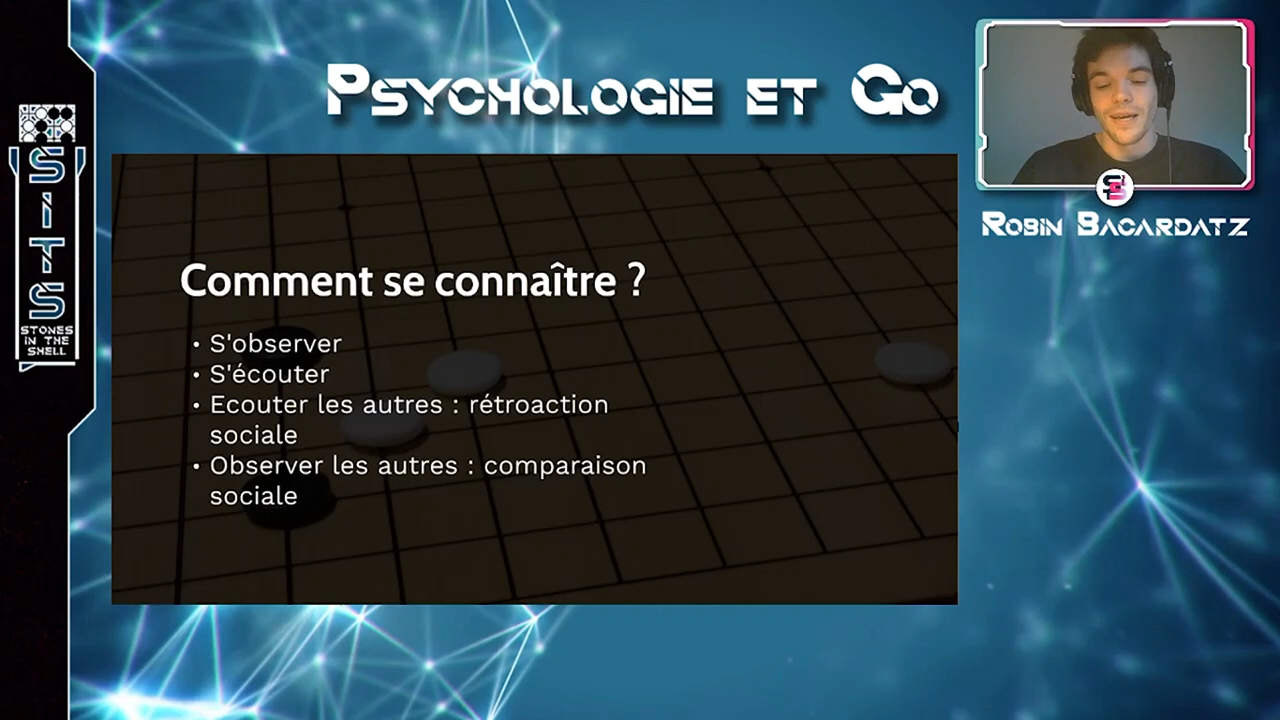 PSYCHOLOGIE ET GO
SITS
STONES
IN THE
SHELL
ROBIN BACARDATZ
Comment se connaître ?
• S'observer
• S'écouter
• Ecouter les autres : rétroaction
sociale
• Observer les autres : comparaison
sociale